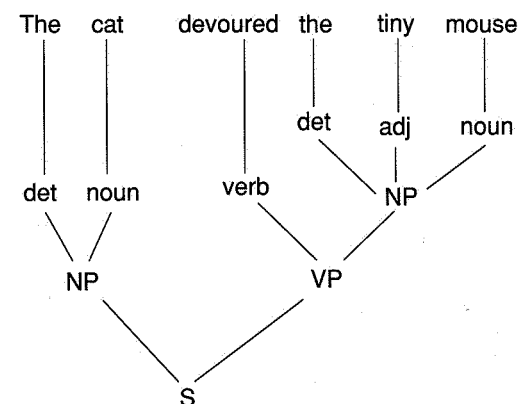 The cat devoured the tiny mouse
det adj noun
det noun verb NP
NP VP
S